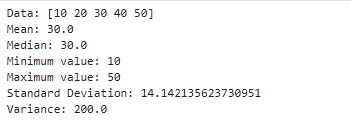 Data: [10 20 30 40 50]
Mean: 30.0
Median: 30.0
Minimum value: 10
Maximum value: 50
Standard Deviation: 14.142135623730951
Variance: 200.0